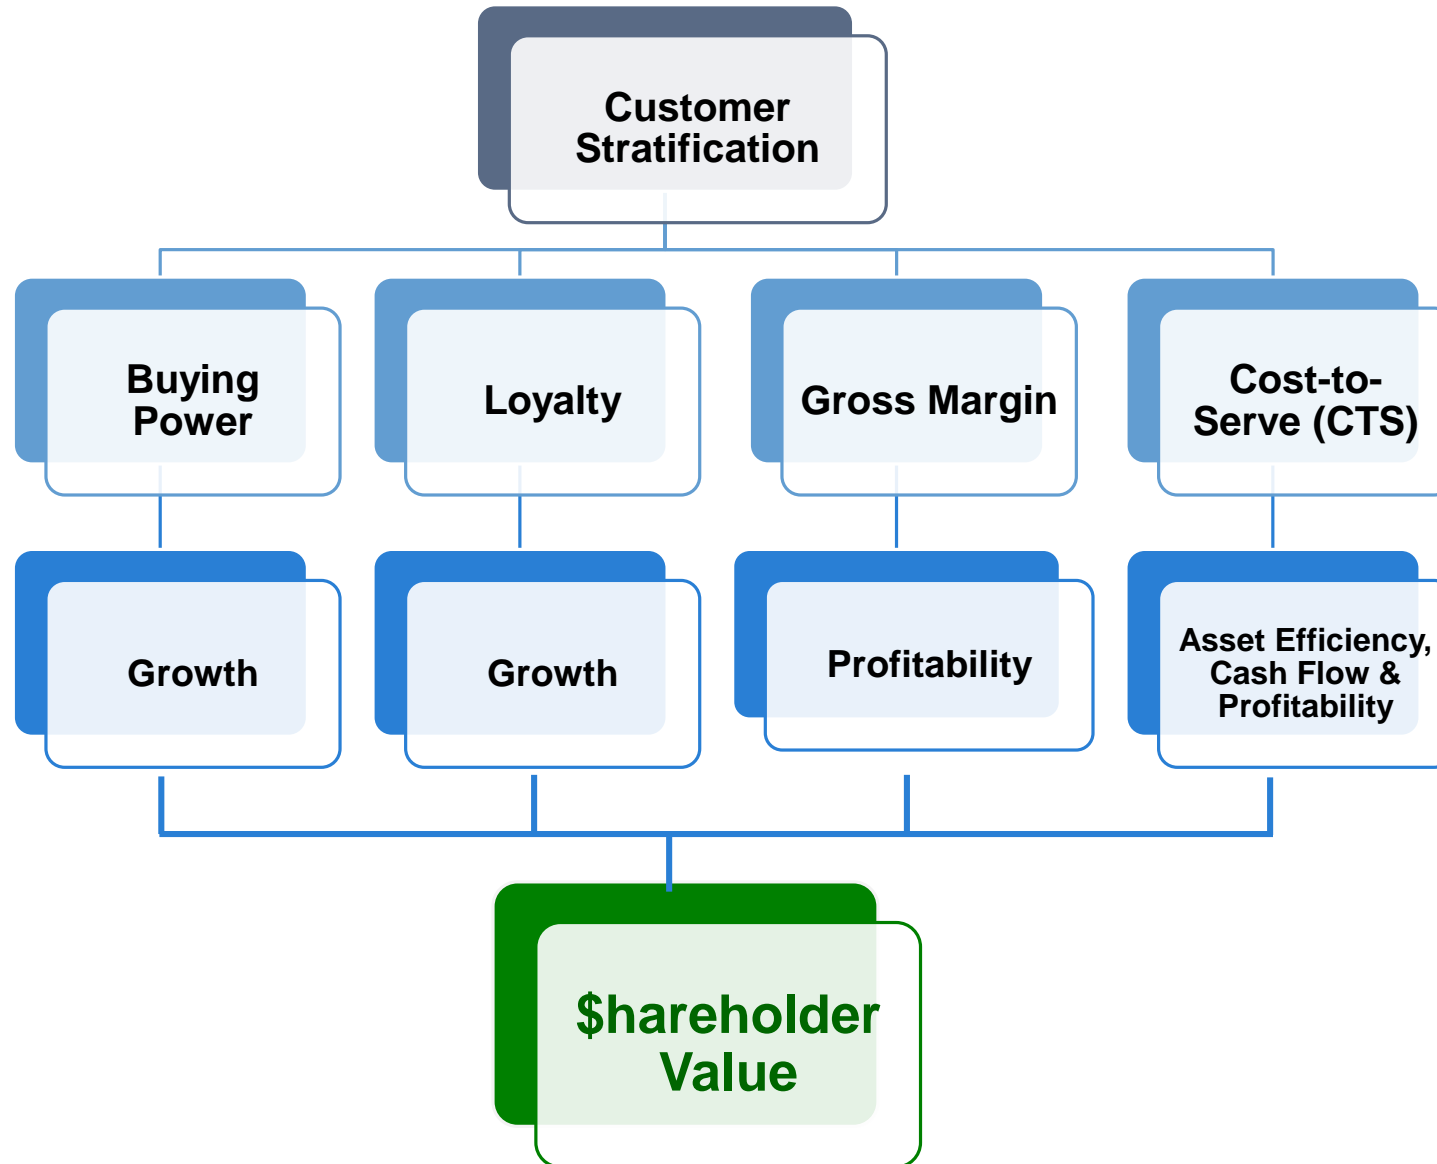 Customer
Stratification
Buying
Power
Loyalty
Gross Margin
Cost-to-
Serve (CTS)
Growth
Growth
Profitability
Asset Efficiency,
Cash Flow &
Profitability
$hareholder
Value